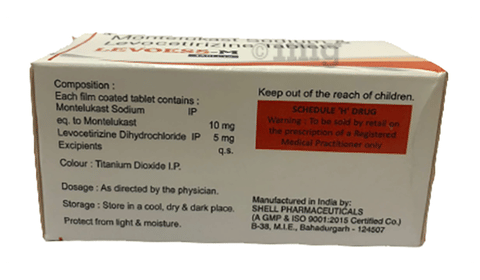 Montelukast Sodium &
Levocetirizine Tablets
LEVOESS-M
Composition :
Each film coated tablet contains :
Montelukast Sodium IP
eq. to Montelukast 10 mg
Levocetirizine Dihydrochloride IP 5 mg
Excipients q.s.
Colour : Titanium Dioxide I.P.
Dosage : As directed by the physician.
Storage : Store in a cool, dry & dark place.
Protect from light & moisture.
Keep out of the reach of children.
SCHEDULE "H" DRUG
Warning : To be sold by retail on
the prescription of a Registered
Medical Practitioner only
Manufactured in India by:
SHELL PHARMACEUTICALS
(A GMP & ISO 9001:2015 Certified Co.)
B-38, M.I.E., Bahadurgarh - 124507